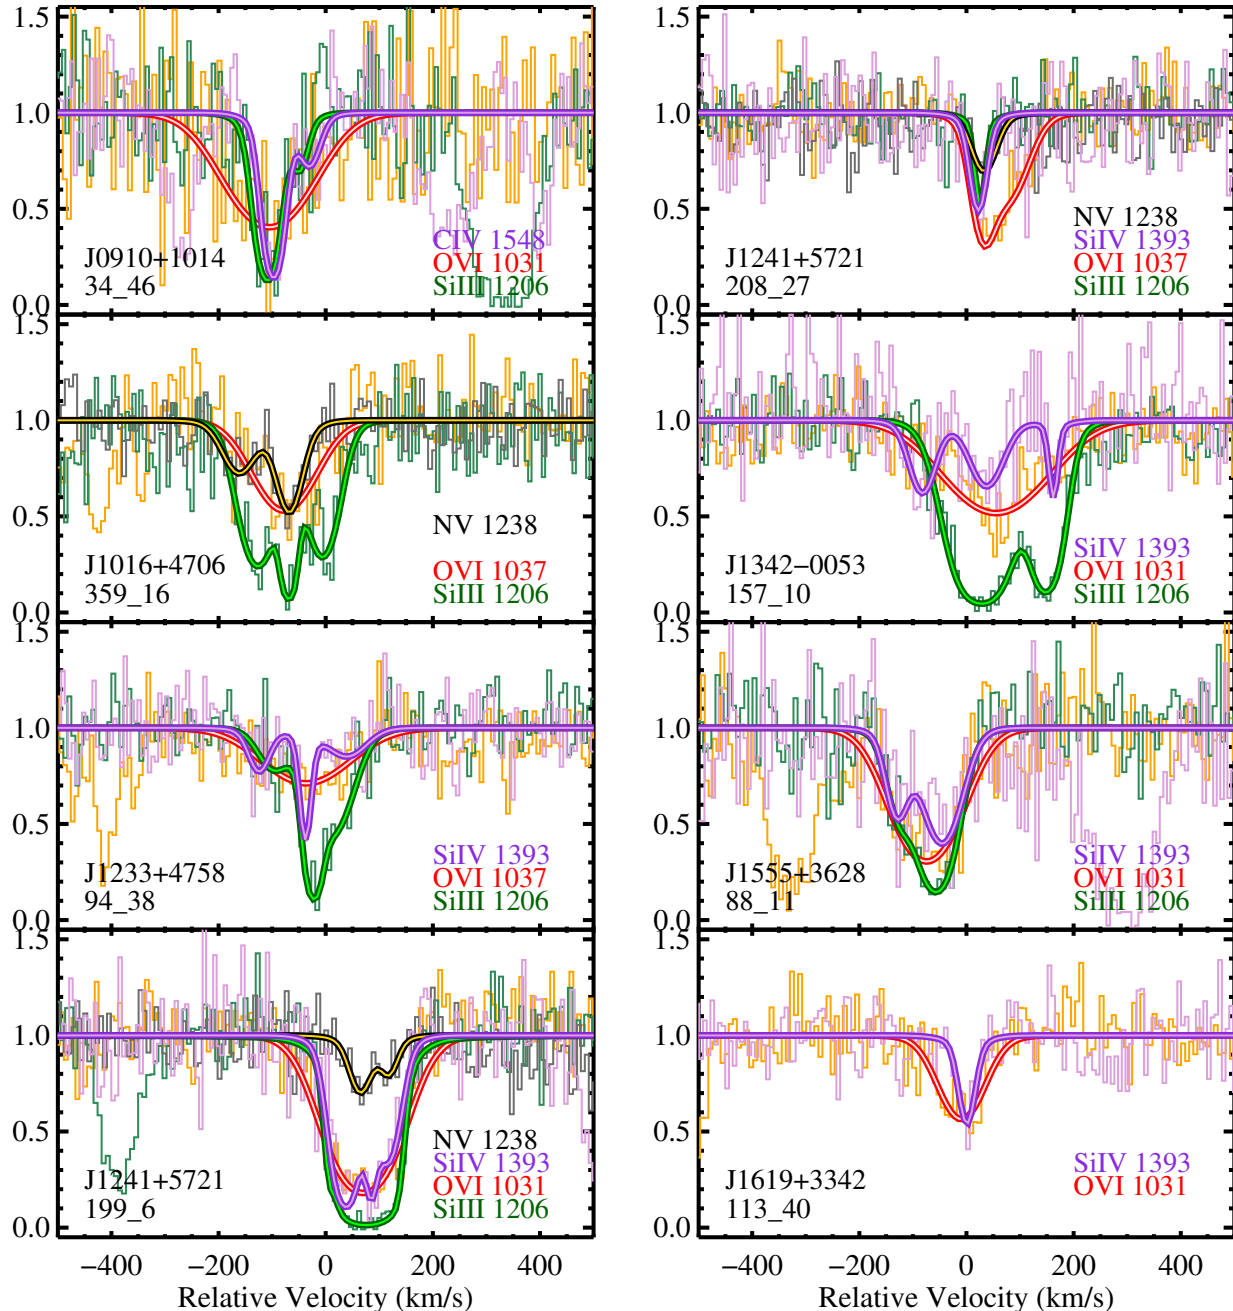 1.5
1.0
0.5
0.0
J0910+1014
34_46
CIV 1548
OVI 1031
SiIII 1206
1.5
1.0
0.5
0.0
J1016+4706
359_16
NV 1238
OVI 1037
SiIII 1206
1.5
1.0
0.5
0.0
J1233+4758
94_38
SiIV 1393
OVI 1037
SiIII 1206
1.5
1.0
0.5
0.0
J1241+5721
199_6
NV 1238
SiIV 1393
OVI 1031
SiIII 1206
−400 −200 0 200 400
Relative Velocity (km/s)
1.5
1.0
0.5
0.0
J1241+5721
208_27
NV 1238
SiIV 1393
OVI 1037
SiIII 1206
1.5
1.0
0.5
0.0
J1342−0053
157_10
SiIV 1393
OVI 1031
SiIII 1206
1.5
1.0
0.5
0.0
J1555+3628
88_11
SiIV 1393
OVI 1031
SiIII 1206
1.5
1.0
0.5
0.0
J1619+3342
113_40
SiIV 1393
OVI 1031
−400 −200 0 200 400
Relative Velocity (km/s)